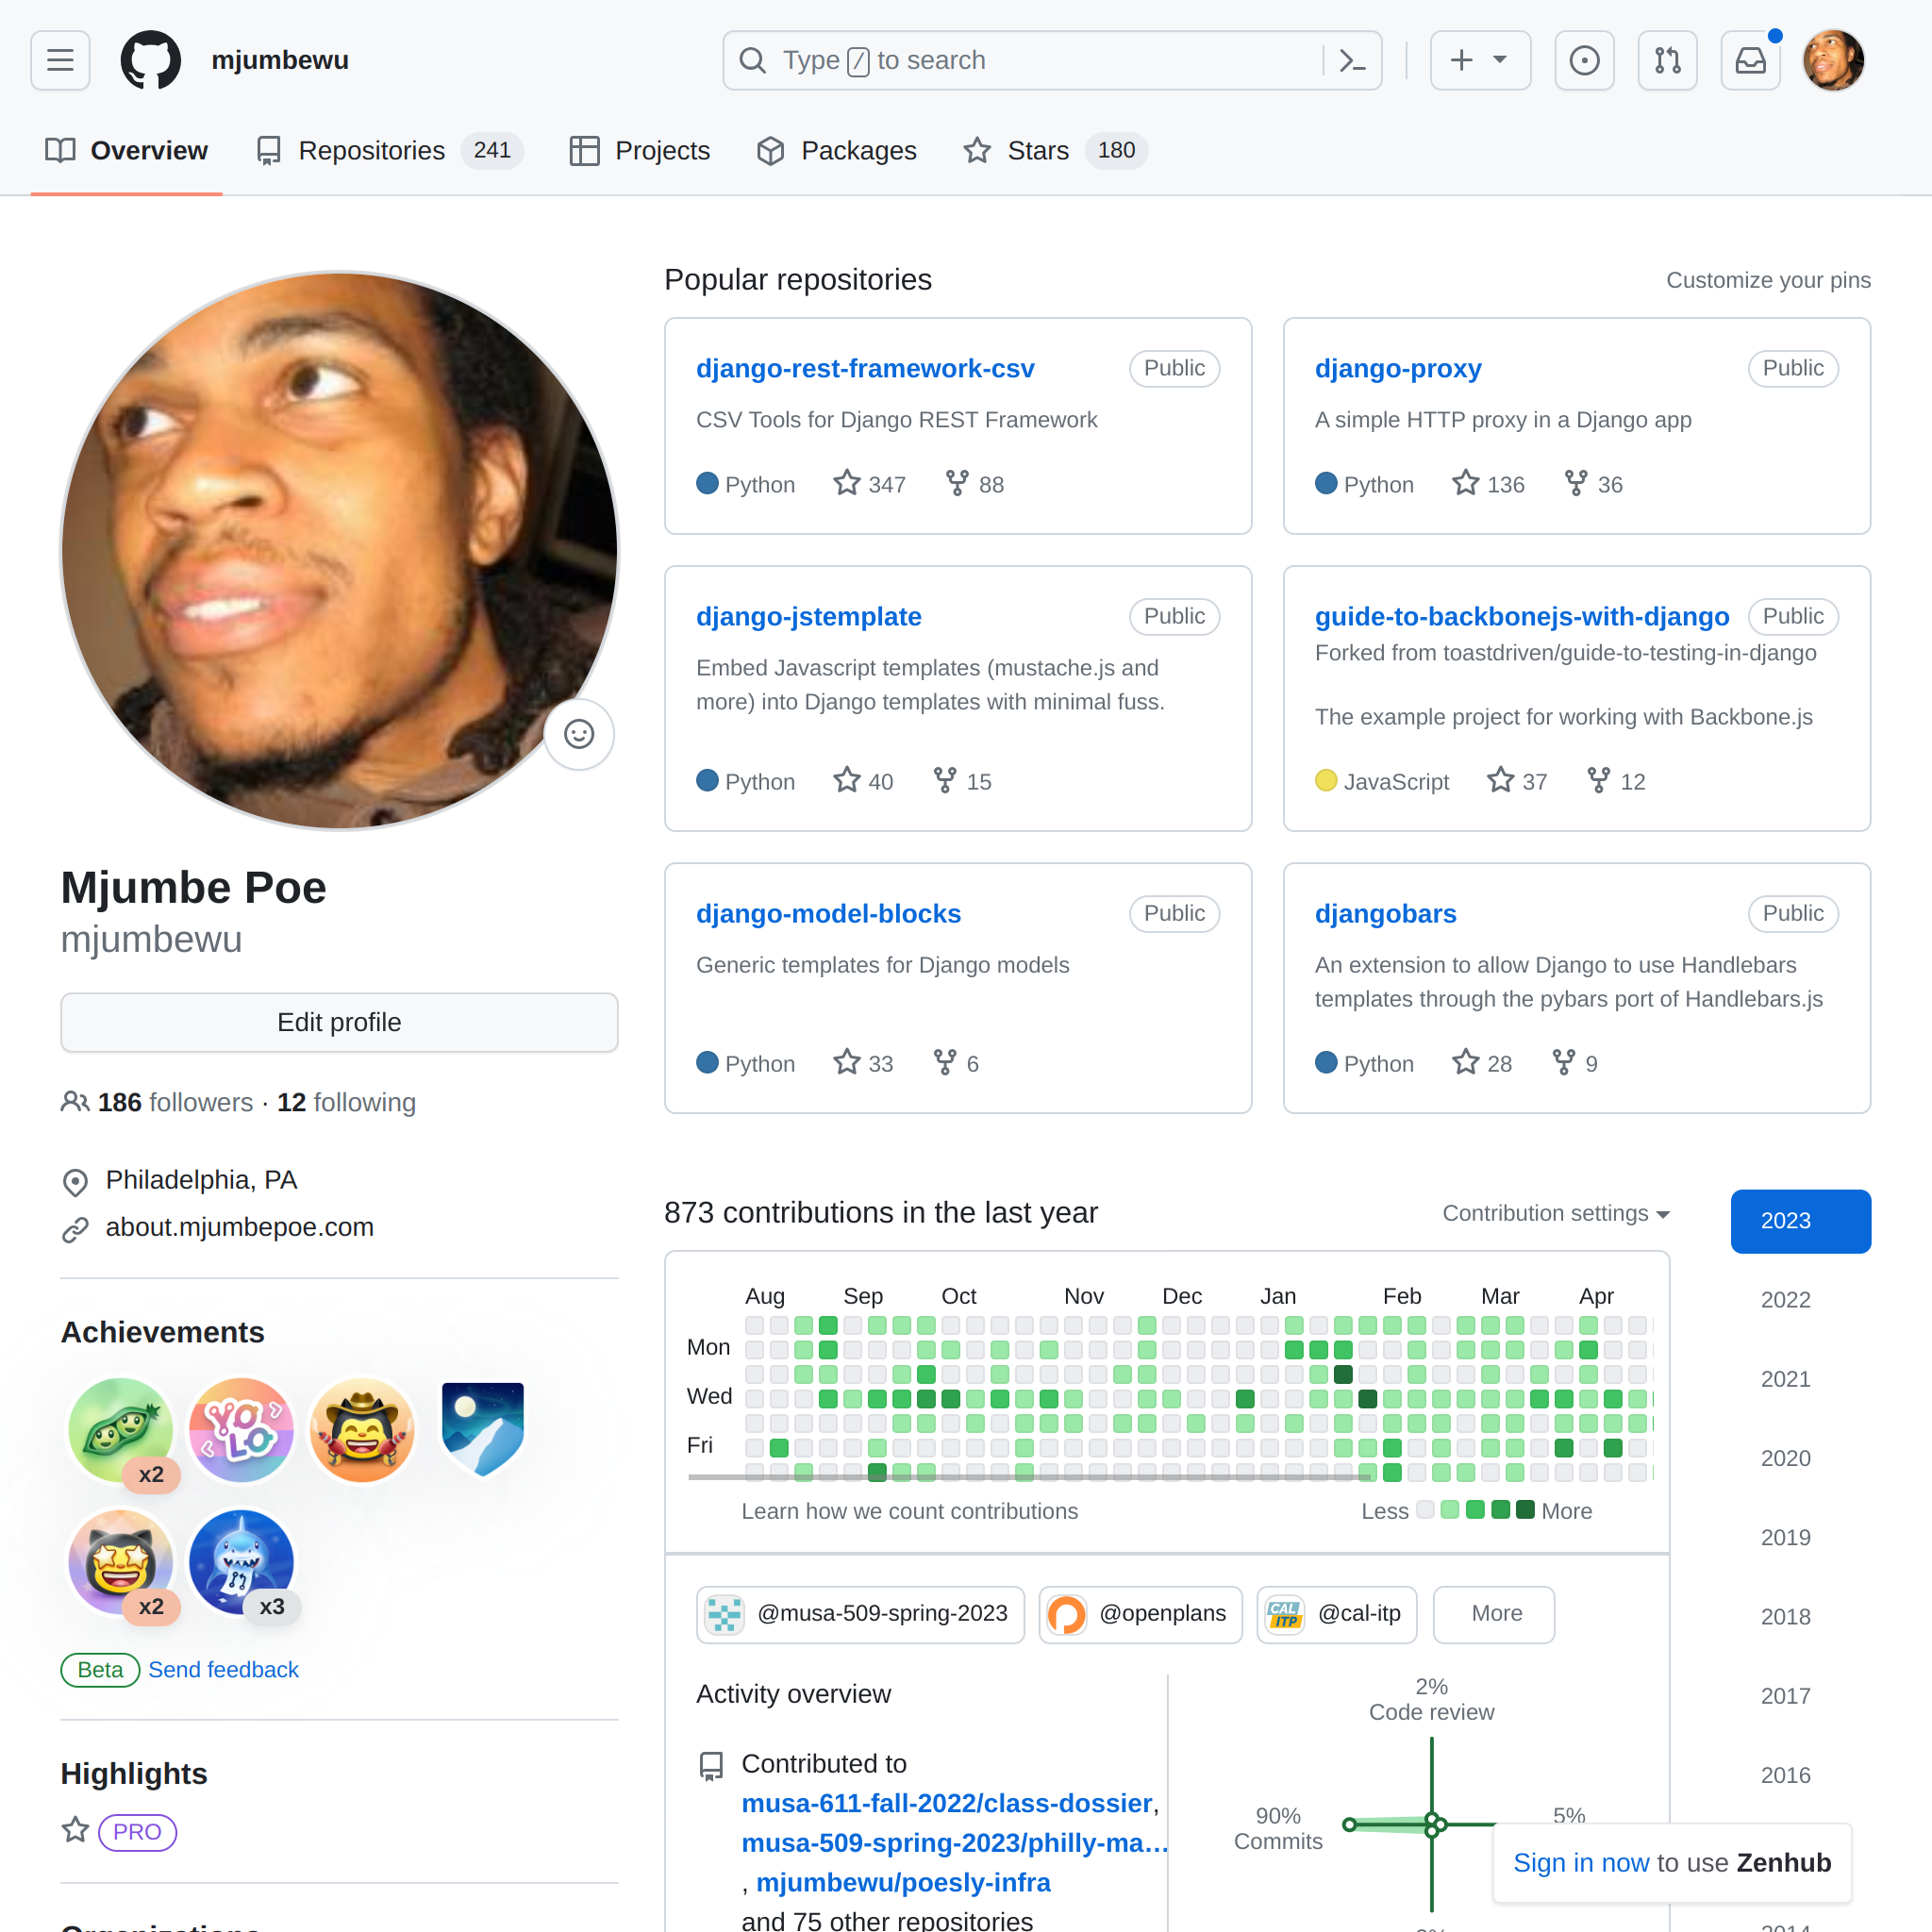 mjumbewu
Type / to search
Overview
Repositories 241
Projects
Packages
Stars 180
Popular repositories
Customize your pins
django-rest-framework-csv
Public
CSV Tools for Django REST Framework
Python 347 88
django-proxy
Public
A simple HTTP proxy in a Django app
Python 136 36
django-jstemplate
Public
Embed Javascript templates (mustache.js and
more) into Django templates with minimal fuss.
Python 40 15
guide-to-backbonejs-with-django
Public
Forked from toastdriven/guide-to-testing-in-django
The example project for working with Backbone.js
JavaScript 37 12
django-model-blocks
Public
Generic templates for Django models
Python 33 6
djangobars
Public
An extension to allow Django to use Handlebars
templates through the pybars port of Handlebars.js
Python 28 9
Mjumbe Poe
mjumbewu
Edit profile
186 followers · 12 following
Philadelphia, PA
about.mjumbepoe.com
Achievements
x2
YOLO
x2
x3
Beta Send feedback
Highlights
PRO
873 contributions in the last year
Contribution settings
Aug Sep Oct Nov Dec Jan Feb Mar Apr
Mon
Wed
Fri
Learn how we count contributions
Less More
@musa-509-spring-2023
@openplans
CAL ITP
@cal-itp
More
Activity overview
Contributed to
musa-611-fall-2022/class-dossier,
musa-509-spring-2023/philly-ma…
, mjumbewu/poesly-infra
and 75 other repositories
2%
Code review
90%
Commits
5%
2023
2022
2021
2020
2019
2018
2017
2016
Sign in now to use Zenhub